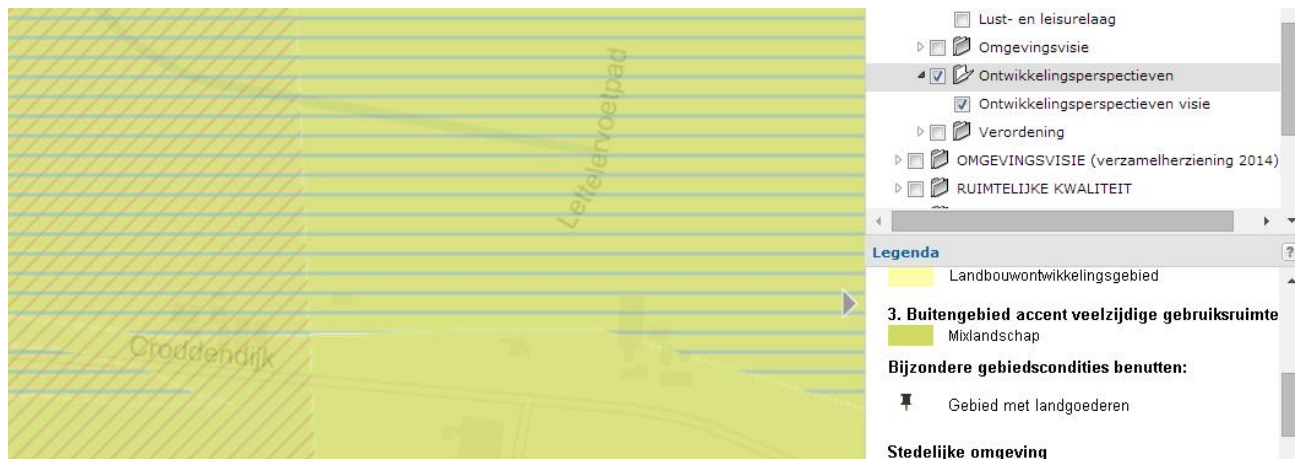 Lettelervoetpad
Croddendijk
Lust- en leisurelaag
Omgevingsvisie
Ontwikkelingsperspectieven
Ontwikkelingsperspectieven visie
Verordening
OMGEVINGSVISIE (verzamelherziening 2014)
RUIMTELIJKE KWALITEIT
Legenda
?
Landbouwontwikkelingsgebied
3. Buitengebied accent veelzijdige gebruiksruimte
Mixlandschap
Bijzondere gebiedscondities benutten:
Gebied met landgoederen
Stedelijke omgeving